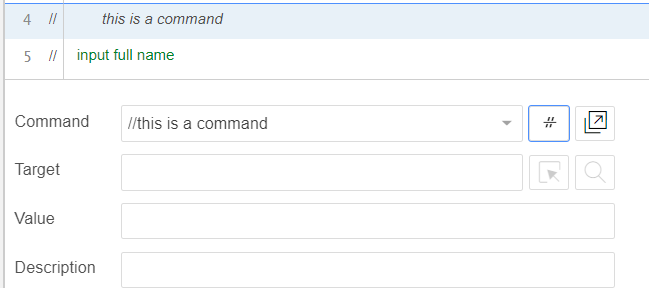 4 // this is a command
5 // input full name
Command //this is a command //
Target
Value
Description